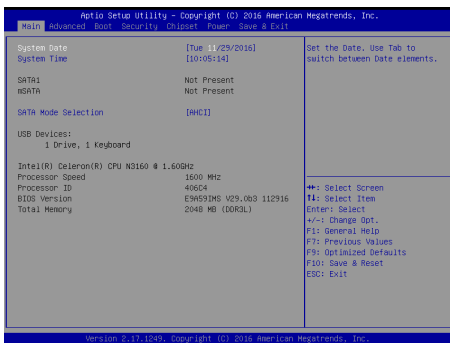 Aptio Setup Utility – Copyright (C) 2016 American Megatrends, Inc.
Main Advanced Boot Security Chipset Power Save & Exit
System Date [Tue 11/29/2016]
System Time [10:05:14]
SATA1 Not Present
mSATA Not Present
SATA Mode Selection [AHCI]
USB Devices:
1 Drive, 1 Keyboard
Intel(R) Celeron(R) CPU N3160 @ 1.60GHz
Processor Speed 1600 MHz
Processor ID 406D4
BIOS Version E9A59IMS V29.0b3 112916
Total Memory 2048 MB (DDR3L)
Set the Date. Use Tab to
switch between Date elements.
→←: Select Screen
↑↓: Select Item
Enter: Select
+/-: Change Opt.
F1: General Help
F7: Previous Values
F9: Optimized Defaults
F10: Save & Reset
ESC: Exit
Version 2.17.1249. Copyright (C) 2016 American Megatrends, Inc.